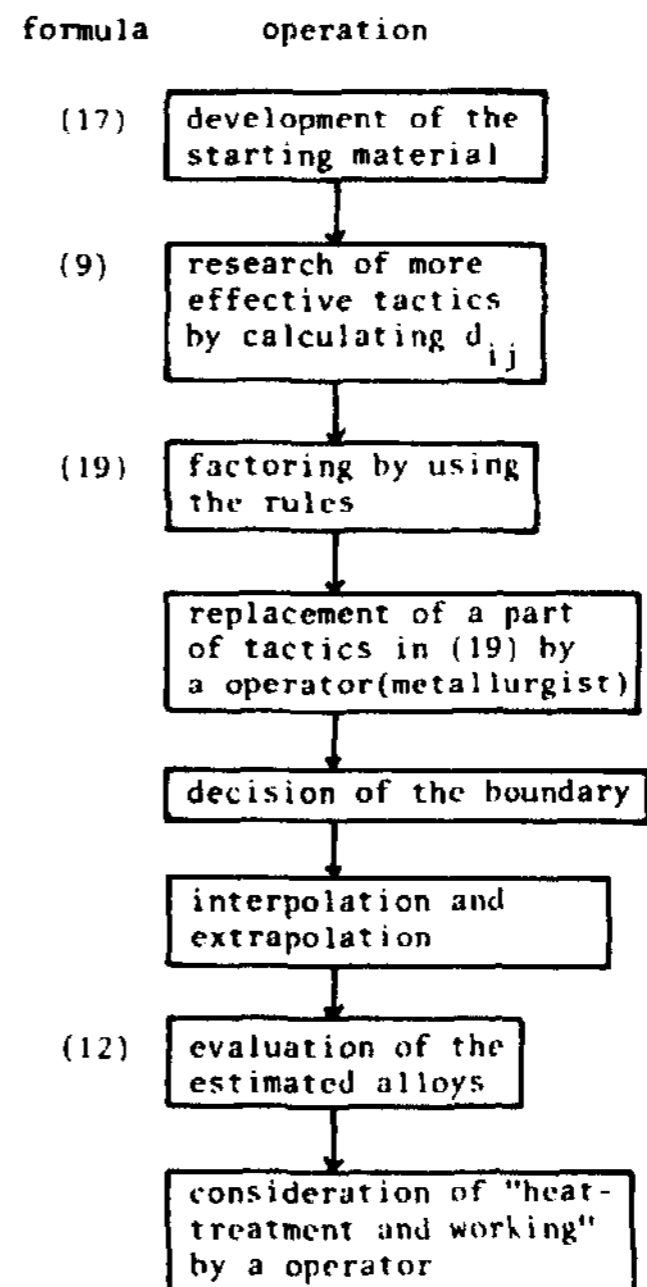 formula operation
(17) development of the
starting material
(9) research of more
effective tactics
by calculating d_ij
(19) factoring by using
the rules
replacement of a part
of tactics in (19) by
a operator(metallurgist)
decision of the boundary
interpolation and
extrapolation
(12) evaluation of the
estimated alloys
consideration of "heat-
treatment and working"
by a operator